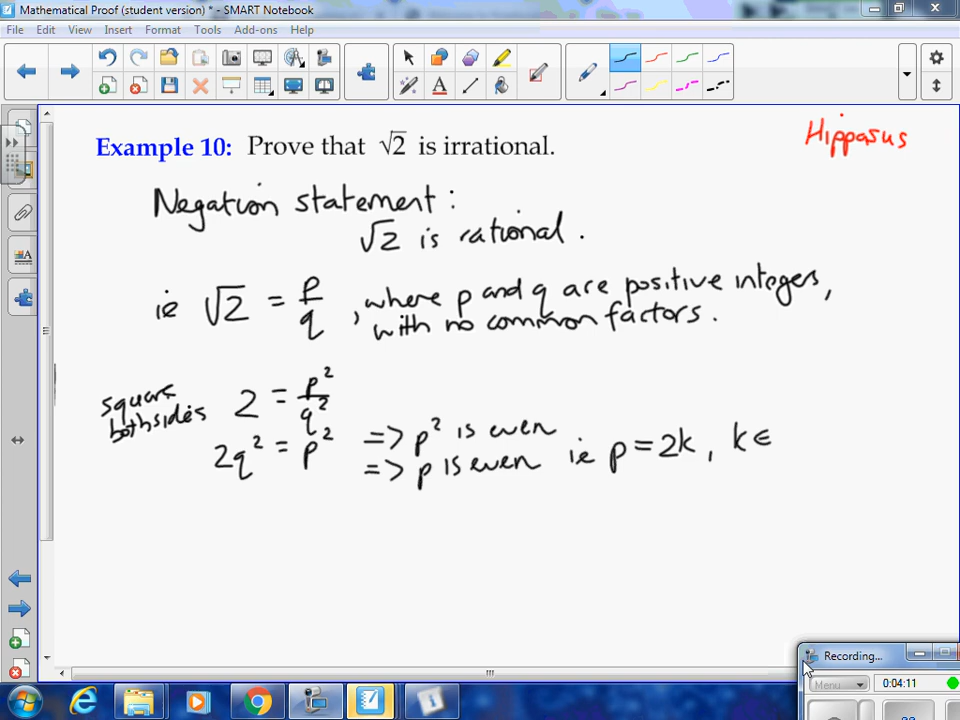 Mathematical Proof (student version) * - SMART Notebook
File Edit View Insert Format Tools Add-ons Help
Hippasus
Example 10: Prove that √2 is irrational.
Negation statement :
√2 is rational.
ie √2 = p/q , where p and q are positive integers,
with no common factors.
square both sides 2 = p²/q²
2q² = p² => p² is even
=> p is even ie p = 2k , k ∈
Recording...
Menu 0:04:11